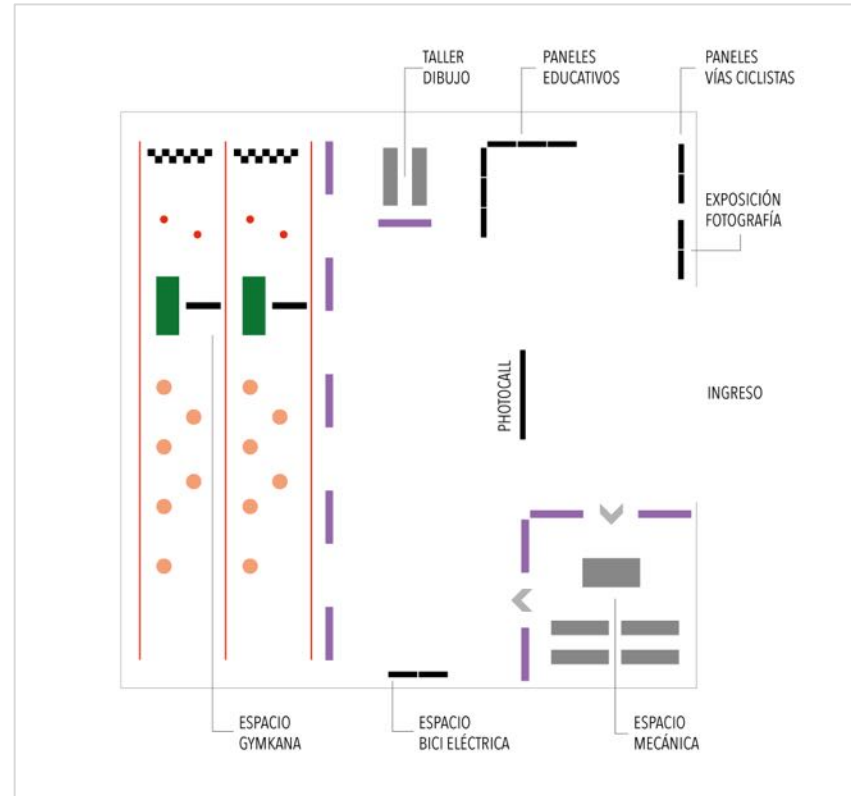 TALLER
DIBUJO
PANELES
EDUCATIVOS
PANELES
VÍAS CICLISTAS
EXPOSICIÓN
FOTOGRAFÍA
PHOTOCALL
INGRESO
ESPACIO
GYMKANA
ESPACIO
BICI ELÉCTRICA
ESPACIO
MECÁNICA